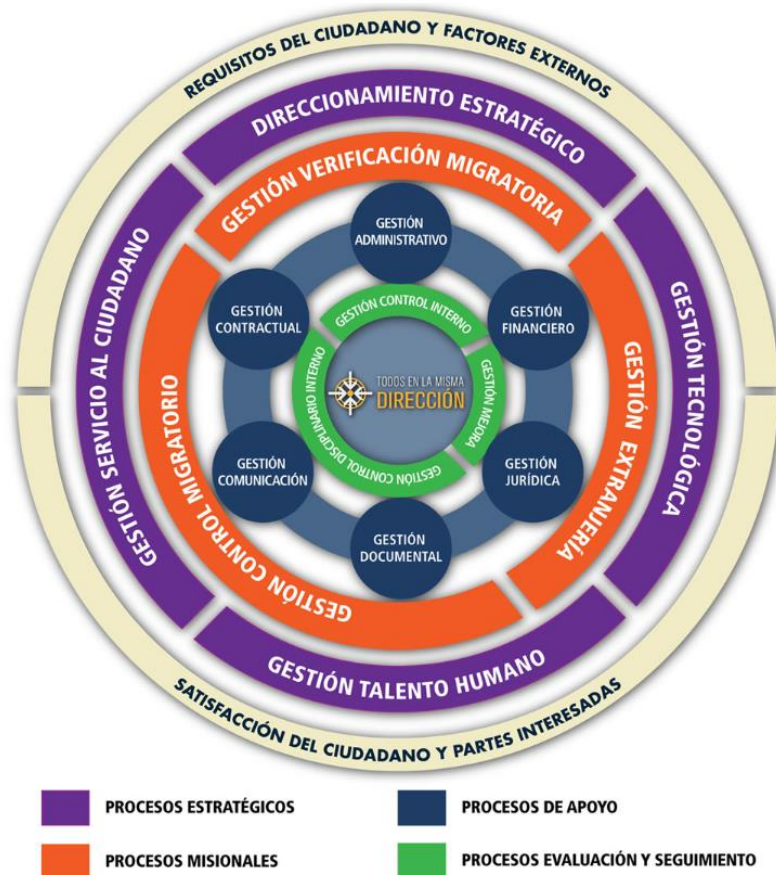 REQUISITOS DEL CIUDADANO Y FACTORES EXTERNOS
DIRECCIONAMIENTO ESTRATÉGICO
GESTIÓN VERIFICACIÓN MIGRATORIA
GESTIÓN
ADMINISTRATIVO
GESTIÓN
CONTRACTUAL
GESTIÓN
FINANCIERO
GESTIÓN CONTROL INTERNO
GESTIÓN SERVICIO AL CIUDADANO
GESTIÓN CONTROL MIGRATORIO
GESTIÓN CONTROL DISCIPLINARIO INTERNO
TODOS EN LA MISMA
DIRECCIÓN
GESTIÓN MEJORA
GESTIÓN EXTRANJERÍA
GESTIÓN TECNOLÓGICA
GESTIÓN
COMUNICACIÓN
GESTIÓN
JURÍDICA
GESTIÓN
DOCUMENTAL
GESTIÓN TALENTO HUMANO
SATISFACCIÓN DEL CIUDADANO Y PARTES INTERESADAS
PROCESOS ESTRATÉGICOS
PROCESOS DE APOYO
PROCESOS MISIONALES
PROCESOS EVALUACIÓN Y SEGUIMIENTO